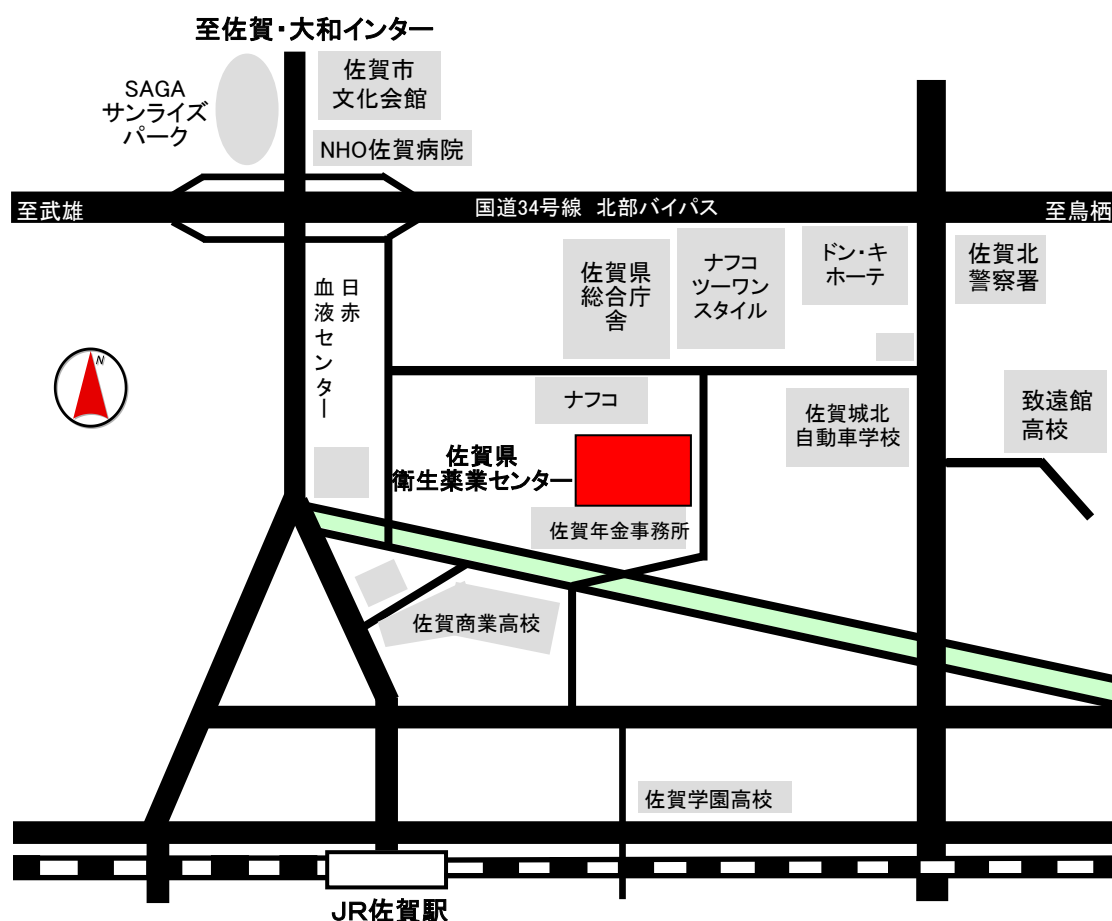 至佐賀・大和インター
SAGA
サンライズ
パーク
佐賀市
文化会館
NHO佐賀病院
至武雄
国道34号線 北部バイパス
至鳥栖
日赤
血液センター
佐賀県
総合庁
舎
ナフコ
ツーワン
スタイル
ドン・キ
ホーテ
佐賀北
警察署
N
ナフコ
佐賀城北
自動車学校
致遠館
高校
佐賀県
衛生薬業センター
佐賀年金事務所
佐賀商業高校
佐賀学園高校
JR佐賀駅